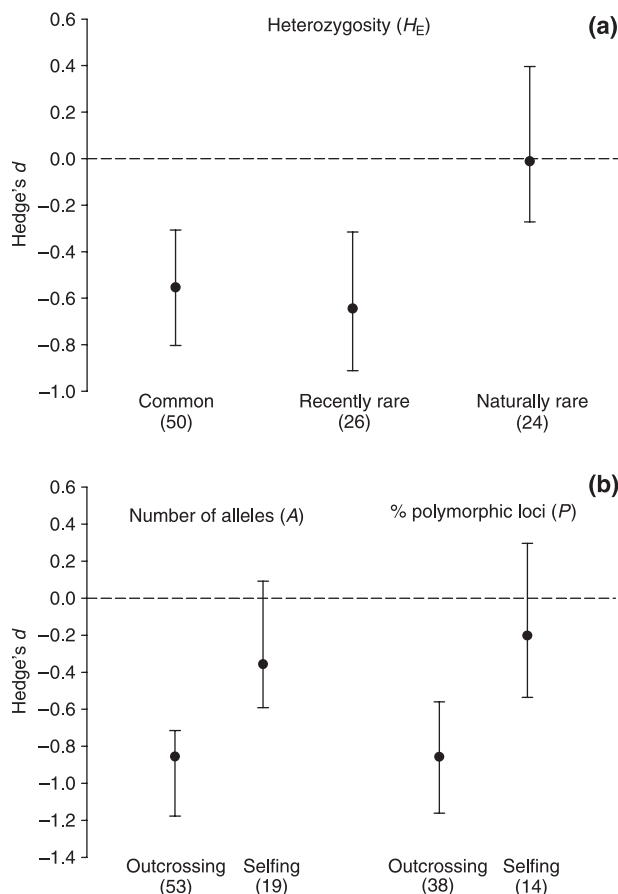 (a)
Heterozygosity (H_E)
0.6
0.4
0.2
0.0
−0.2
−0.4
−0.6
−0.8
−1.0
Hedge's d
Common
(50)
Recently rare
(26)
Naturally rare
(24)
(b)
Number of alleles (A)
% polymorphic loci (P)
0.6
0.4
0.2
0.0
−0.2
−0.4
−0.6
−0.8
−1.0
−1.2
−1.4
Hedge's d
Outcrossing
(53)
Selfing
(19)
Outcrossing
(38)
Selfing
(14)